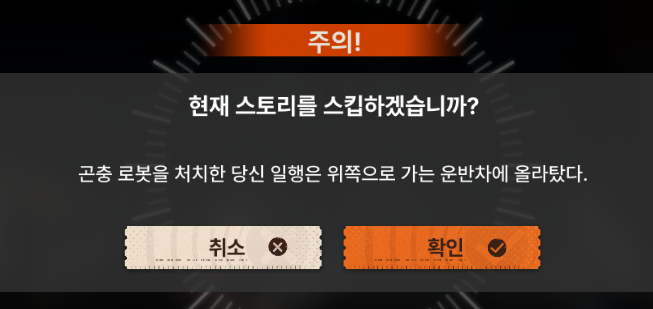 주의!
현재 스토리를 스킵하겠습니까?
곤충 로봇을 처치한 당신 일행은 위쪽으로 가는 운반차에 올라탔다.
취소
확인